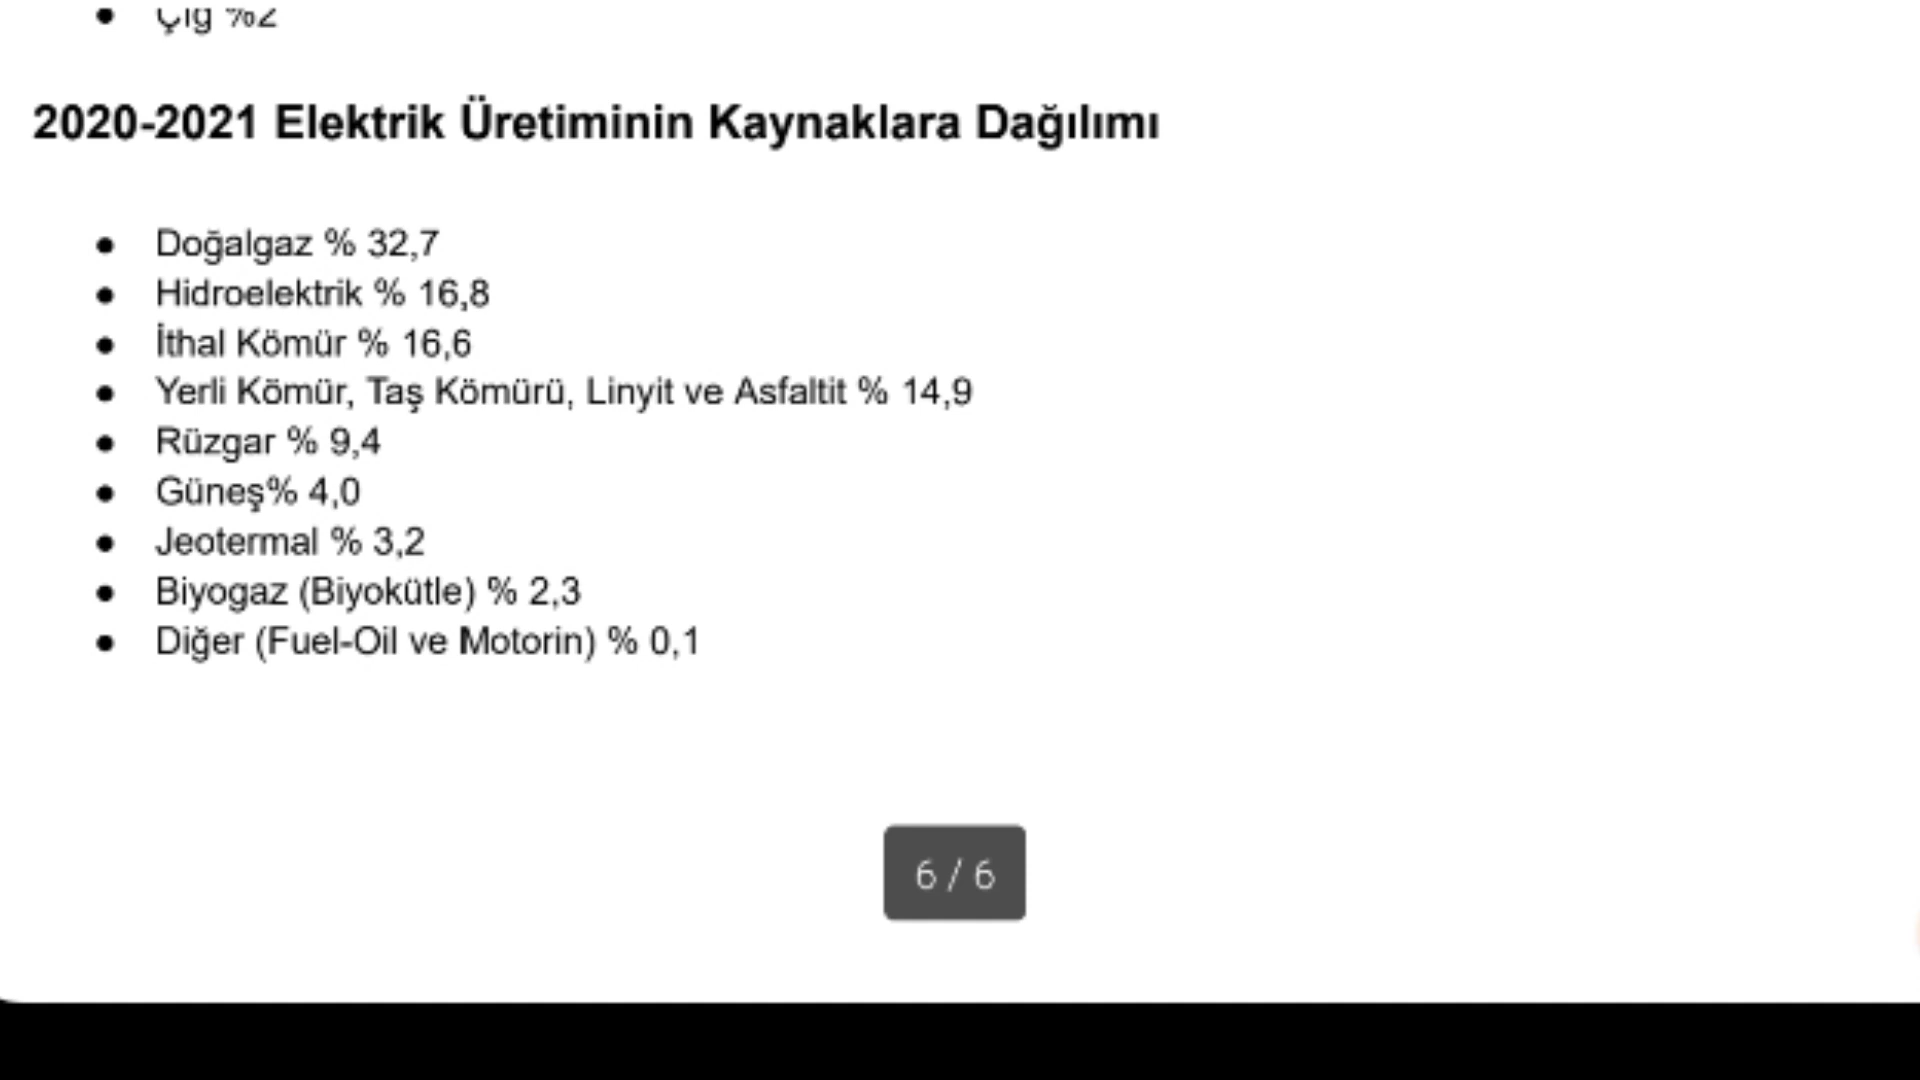 Çığ %2
2020-2021 Elektrik Üretiminin Kaynaklara Dağılımı
Doğalgaz % 32,7
Hidroelektrik % 16,8
İthal Kömür % 16,6
Yerli Kömür, Taş Kömürü, Linyit ve Asfaltit % 14,9
Rüzgar % 9,4
Güneş% 4,0
Jeotermal % 3,2
Biyogaz (Biyokütle) % 2,3
Diğer (Fuel-Oil ve Motorin) % 0,1
6 / 6